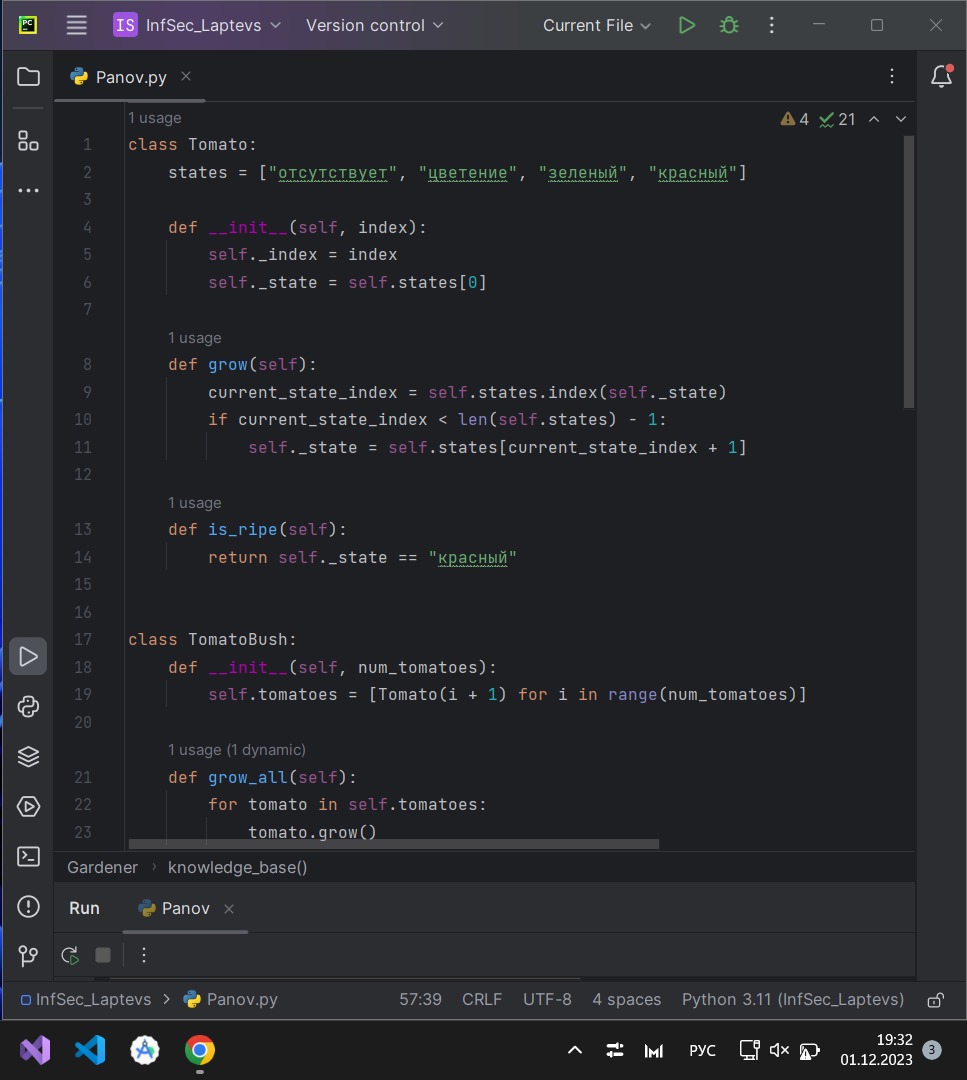 PC
IS InfSec_Laptevs Version control Current File
Panov.py
1 usage 4 21
1 class Tomato:
2 states = ["отсутствует", "цветение", "зеленый", "красный"]
3
4 def __init__(self, index):
5 self._index = index
6 self._state = self.states[0]
7
1 usage
8 def grow(self):
9 current_state_index = self.states.index(self._state)
10 if current_state_index < len(self.states) - 1:
11 self._state = self.states[current_state_index + 1]
12
1 usage
13 def is_ripe(self):
14 return self._state == "красный"
15
16
17 class TomatoBush:
18 def __init__(self, num_tomatoes):
19 self.tomatoes = [Tomato(i + 1) for i in range(num_tomatoes)]
20
1 usage (1 dynamic)
21 def grow_all(self):
22 for tomato in self.tomatoes:
23 tomato.grow()
Gardener › knowledge_base()
Run Panov
InfSec_Laptevs > Panov.py 57:39 CRLF UTF-8 4 spaces Python 3.11 (InfSec_Laptevs)
РУС 19:32
01.12.2023 3